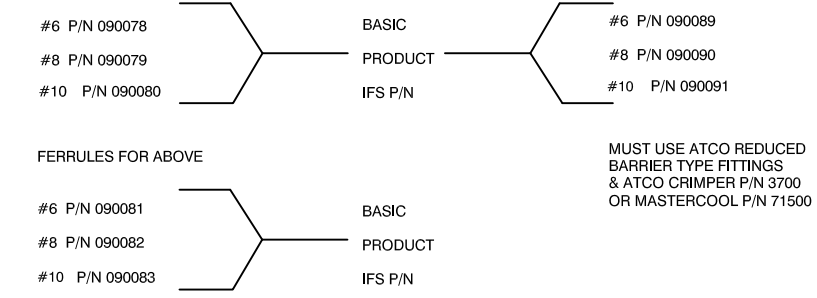 #6 P/N 090078
#8 P/N 090079
#10 P/N 090080
BASIC
PRODUCT
IFS P/N
#6 P/N 090089
#8 P/N 090090
#10 P/N 090091
FERRULES FOR ABOVE
MUST USE ATCO REDUCED
BARRIER TYPE FITTINGS
& ATCO CRIMPER P/N 3700
OR MASTERCOOL P/N 71500
#6 P/N 090081
#8 P/N 090082
#10 P/N 090083
BASIC
PRODUCT
IFS P/N